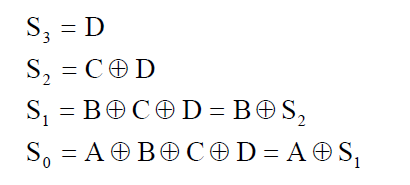 S₃ = D
S₂ = C ⊕ D
S₁ = B ⊕ C ⊕ D = B ⊕ S₂
S₀ = A ⊕ B ⊕ C ⊕ D = A ⊕ S₁